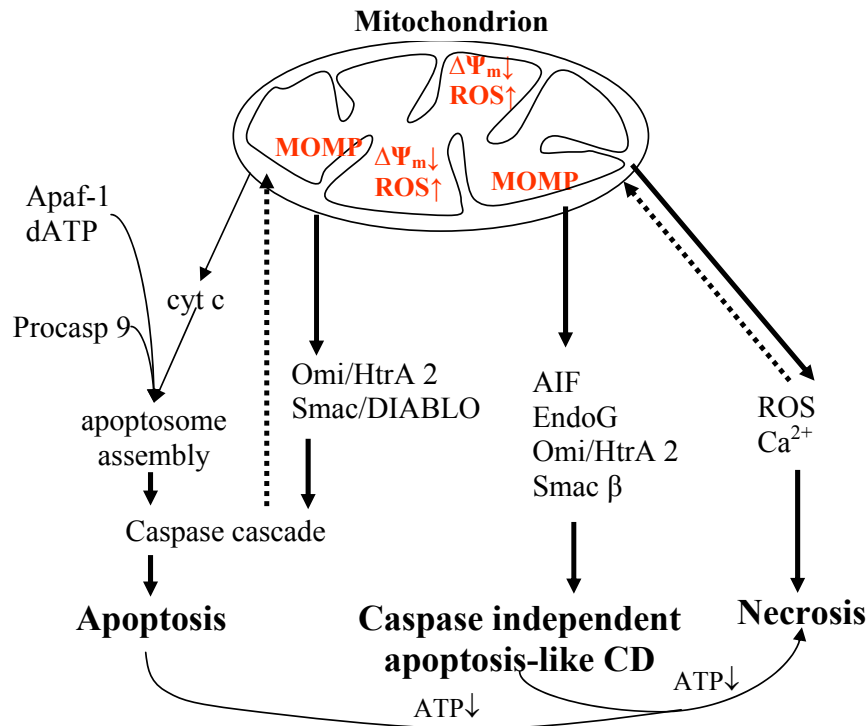 Mitochondrion
ΔΨm↓
ROS↑
MOMP
ΔΨm↓
ROS↑
MOMP
Apaf-1
dATP
cyt c
Procasp 9
Omi/HtrA 2
Smac/DIABLO
AIF
EndoG
Omi/HtrA 2
Smac β
ROS
Ca2+
apoptosome
assembly
Caspase cascade
Apoptosis
Caspase independent
apoptosis-like CD
Necrosis
ATP↓
ATP↓